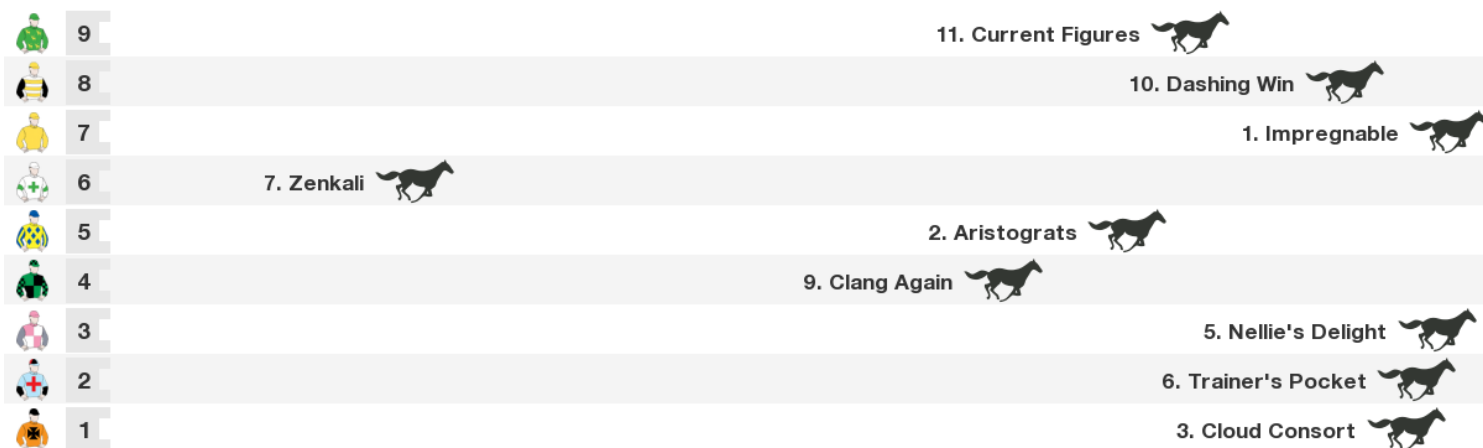 9 11. Current Figures
8 10. Dashing Win
7 1. Impregnable
6 7. Zenkali
5 2. Aristograts
4 9. Clang Again
3 5. Nellie's Delight
2 6. Trainer's Pocket
1 3. Cloud Consort